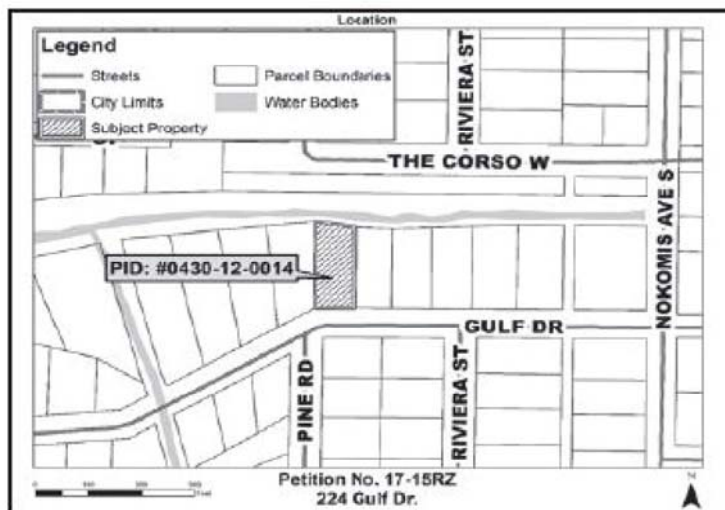 Location
Legend
Streets
Parcel Boundaries
City Limits
Water Bodies
Subject Property
RIVIERA ST
THE CORSO W
NOKOMIS AVE S
PID: #0430-12-0014
GULF DR
PINE RD
RIVIERA ST
Petition No. 17-15RZ
224 Gulf Dr.
N